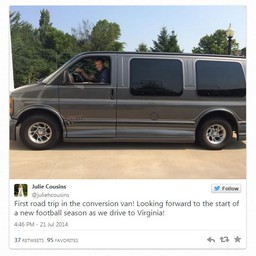 Julie Cousins
@juliehcousins
Follow
First road trip in the conversion van! Looking forward to the start of
a new football season as we drive to Virginia!
4:46 PM - 21 Jul 2014
37 RETWEETS 95 FAVORITES